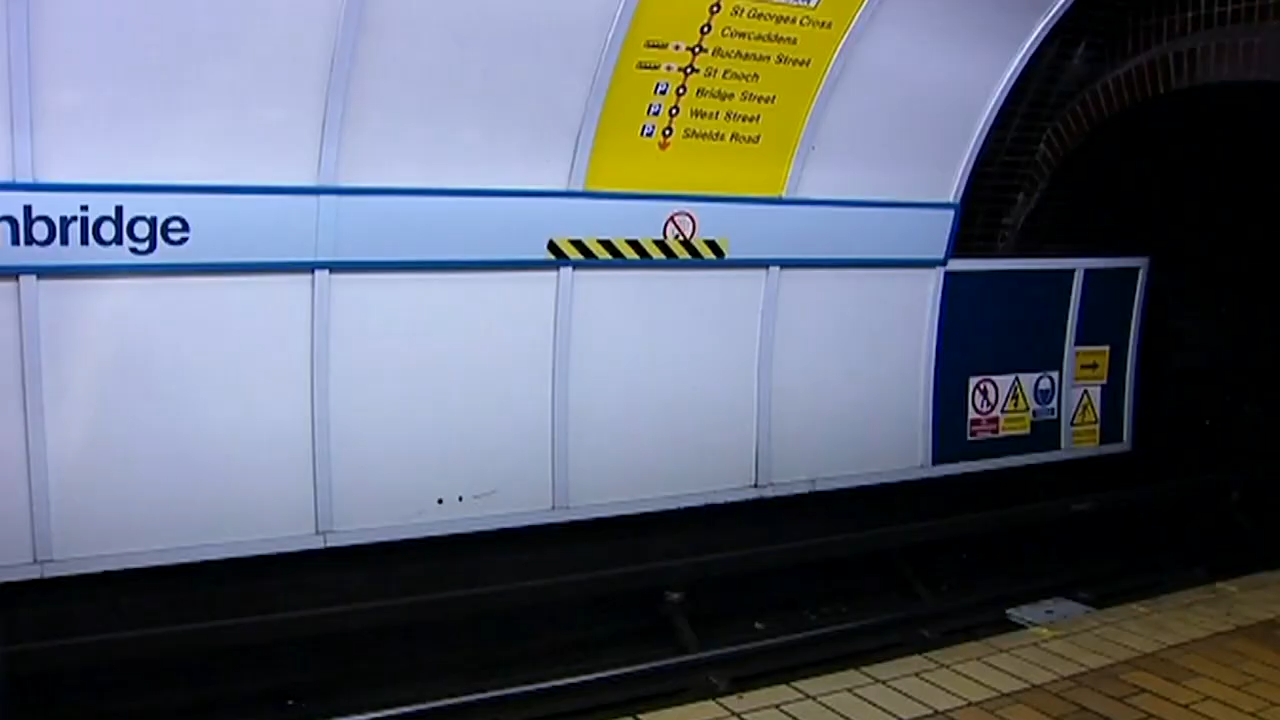 St Georges Cross
Cowcaddens
Buchanan Street
St Enoch
P Bridge Street
P West Street
P Shields Road
nbridge